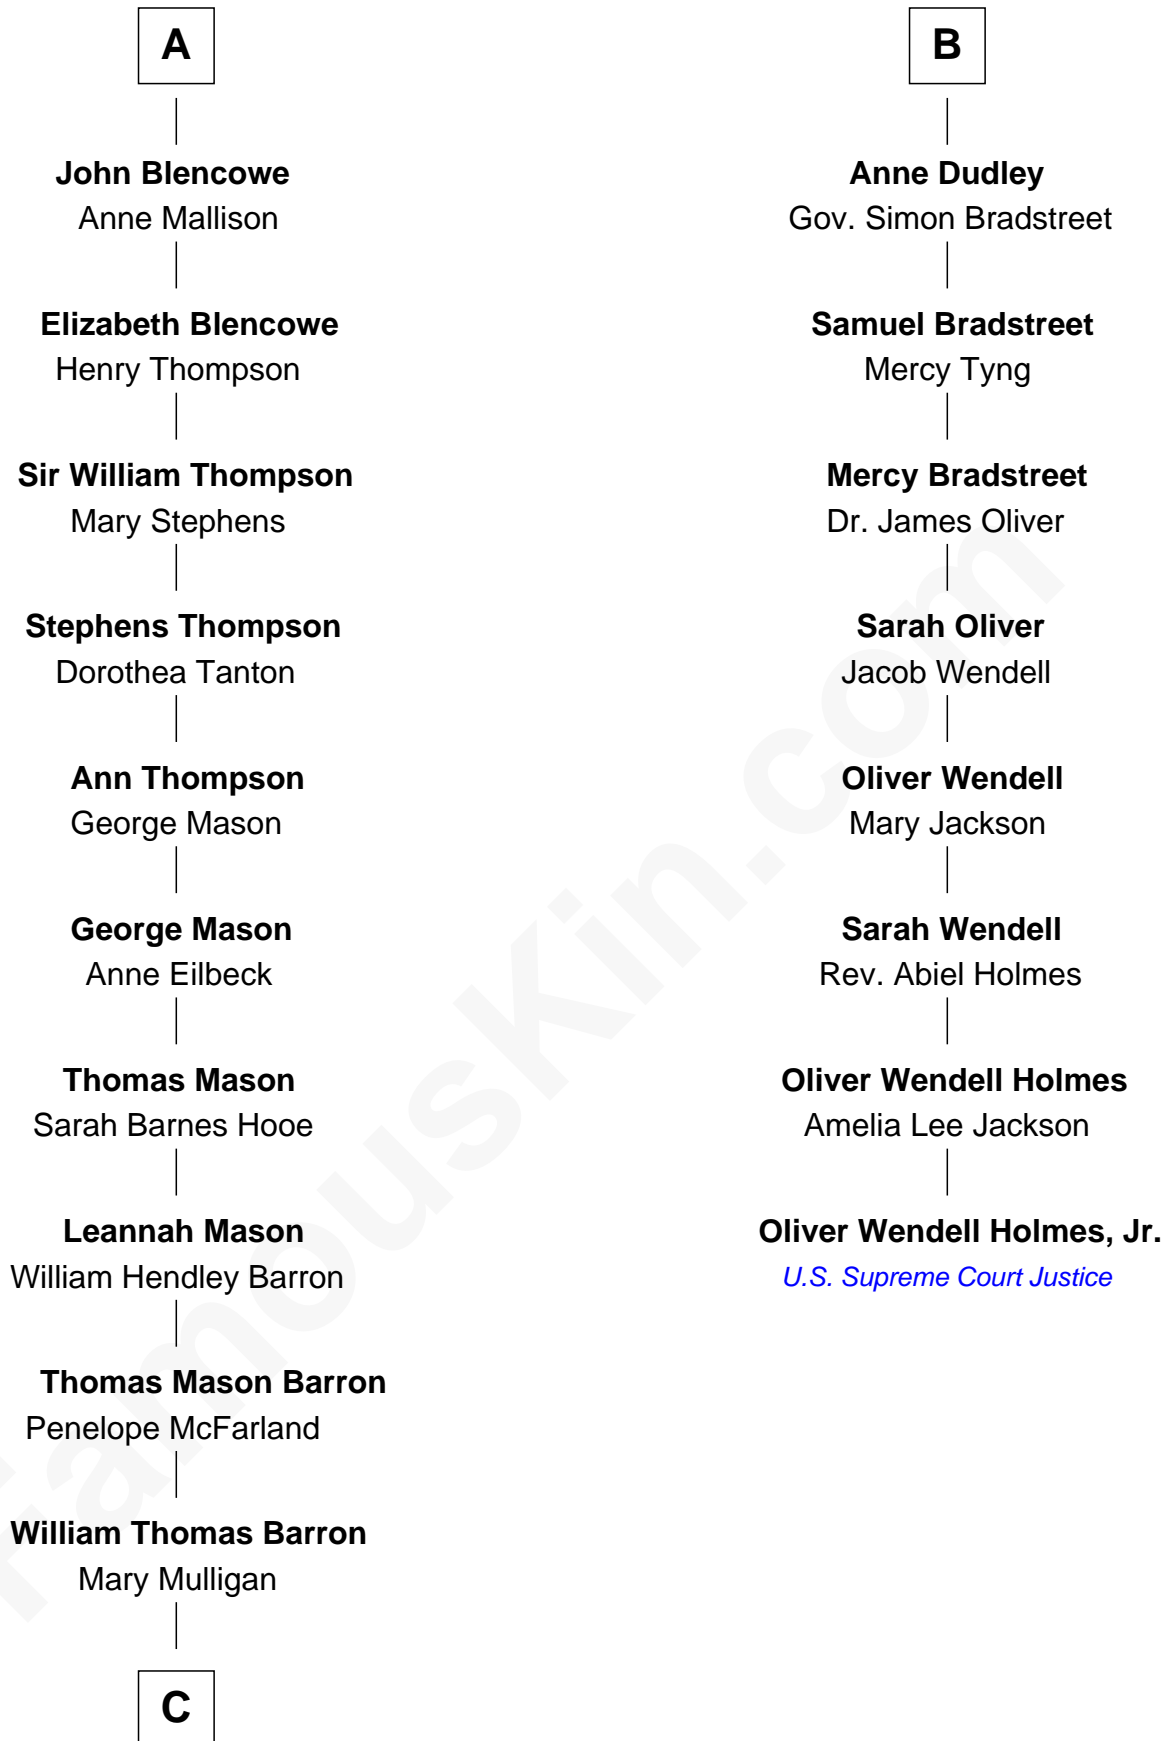 A
John Blencowe
Anne Mallison
Elizabeth Blencowe
Henry Thompson
Sir William Thompson
Mary Stephens
Stephens Thompson
Dorothea Tanton
Ann Thompson
George Mason
George Mason
Anne Eilbeck
Thomas Mason
Sarah Barnes Hooe
Leannah Mason
William Hendley Barron
Thomas Mason Barron
Penelope McFarland
William Thomas Barron
Mary Mulligan
C
B
Anne Dudley
Gov. Simon Bradstreet
Samuel Bradstreet
Mercy Tyng
Mercy Bradstreet
Dr. James Oliver
Sarah Oliver
Jacob Wendell
Oliver Wendell
Mary Jackson
Sarah Wendell
Rev. Abiel Holmes
Oliver Wendell Holmes
Amelia Lee Jackson
Oliver Wendell Holmes, Jr.
U.S. Supreme Court Justice
FamousKin.com